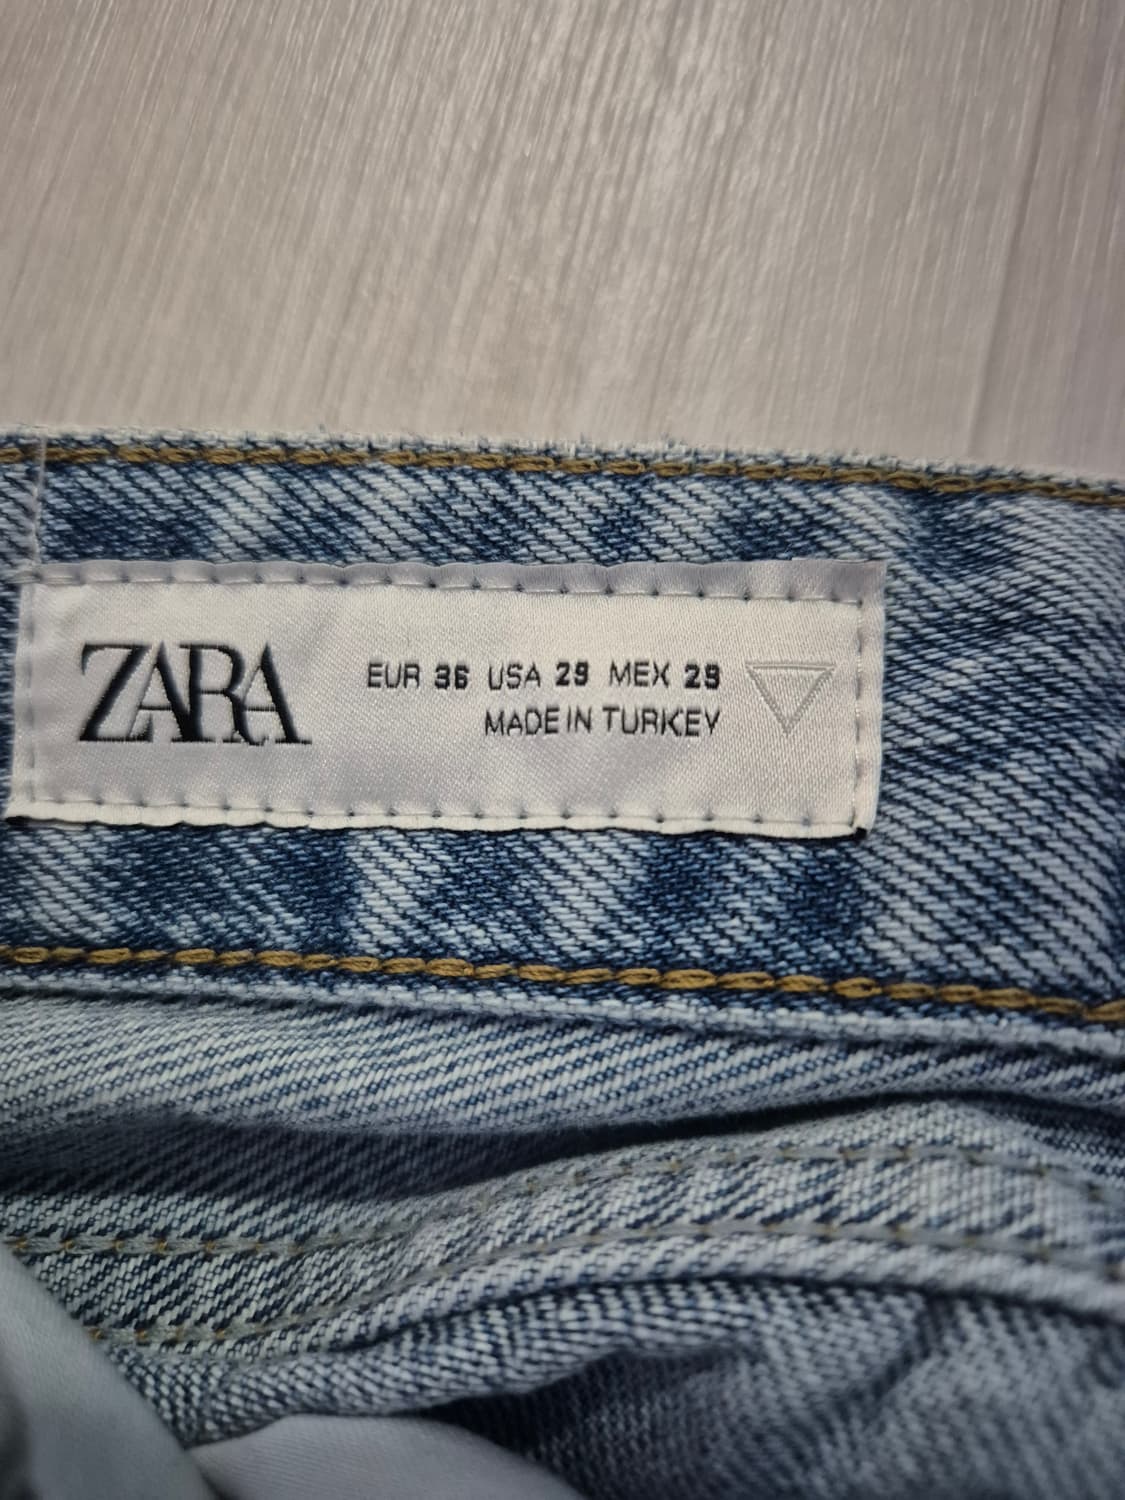 ZARA
EUR 36 USA 29 MEX 29
MADE IN TURKEY